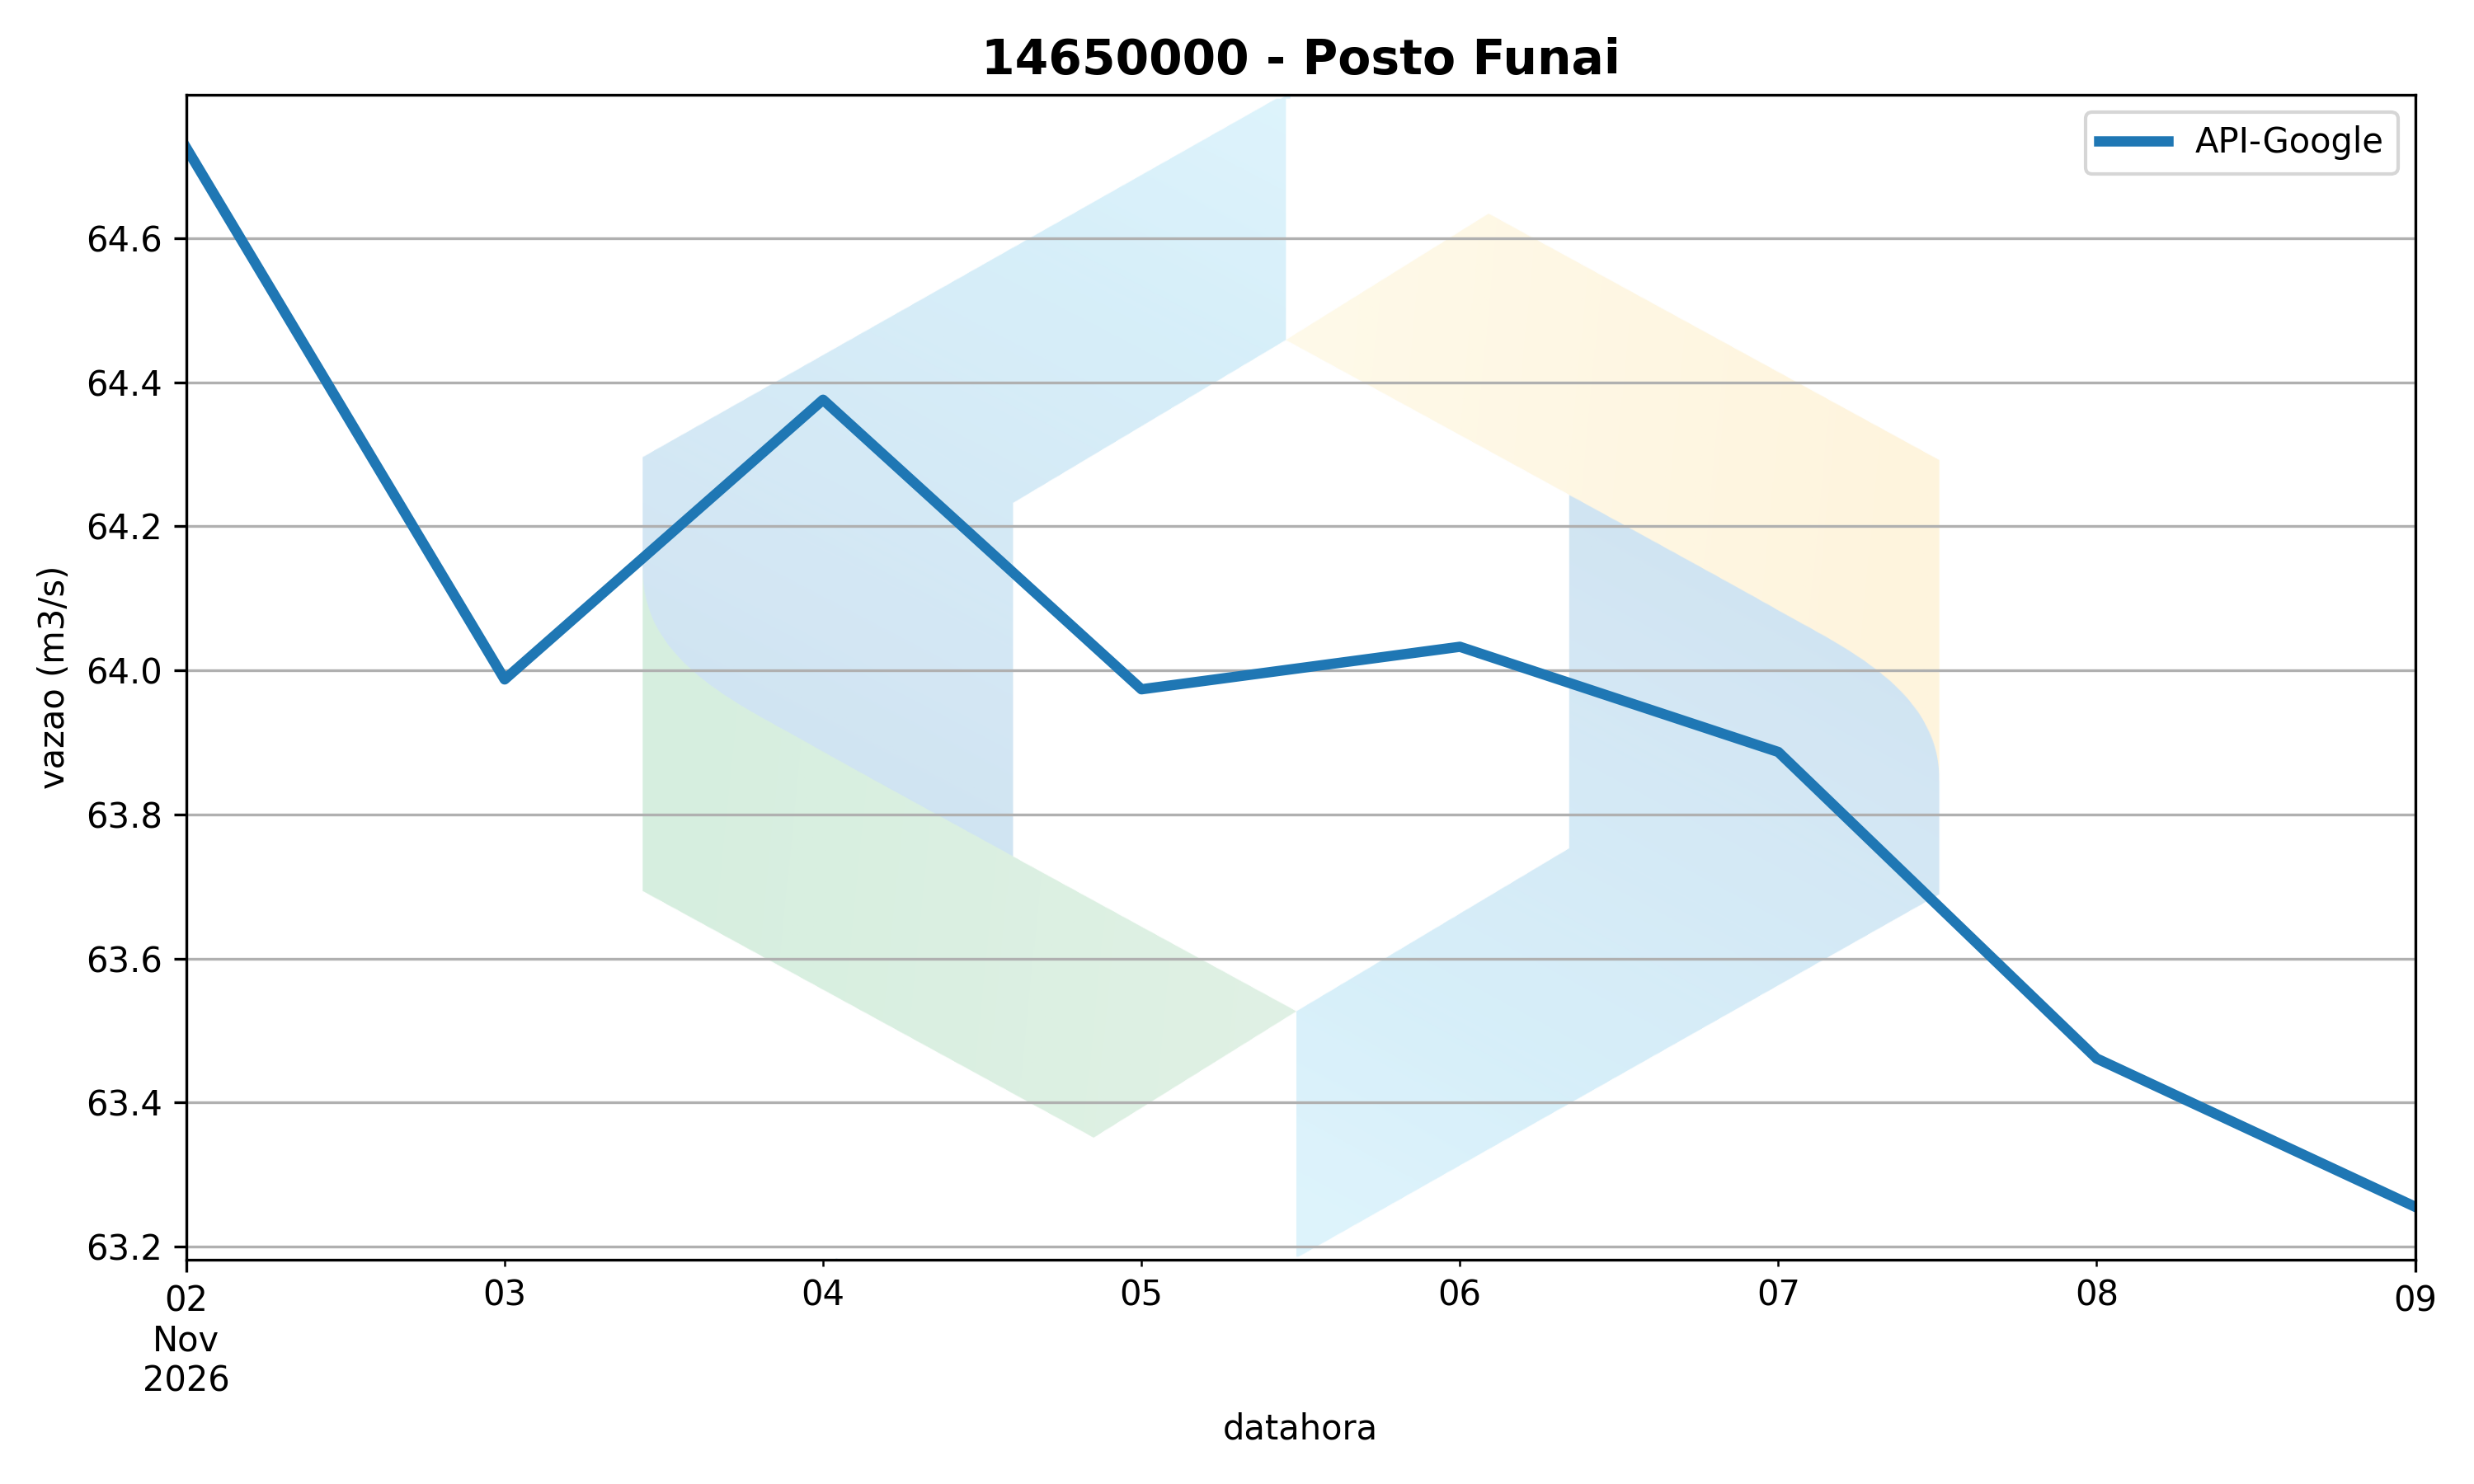 14650000 - Posto Funai
API-Google
vazao (m3/s)
64.6
64.4
64.2
64.0
63.8
63.6
63.4
63.2
02 03 04 05 06 07 08 09
Nov
2026
datahora